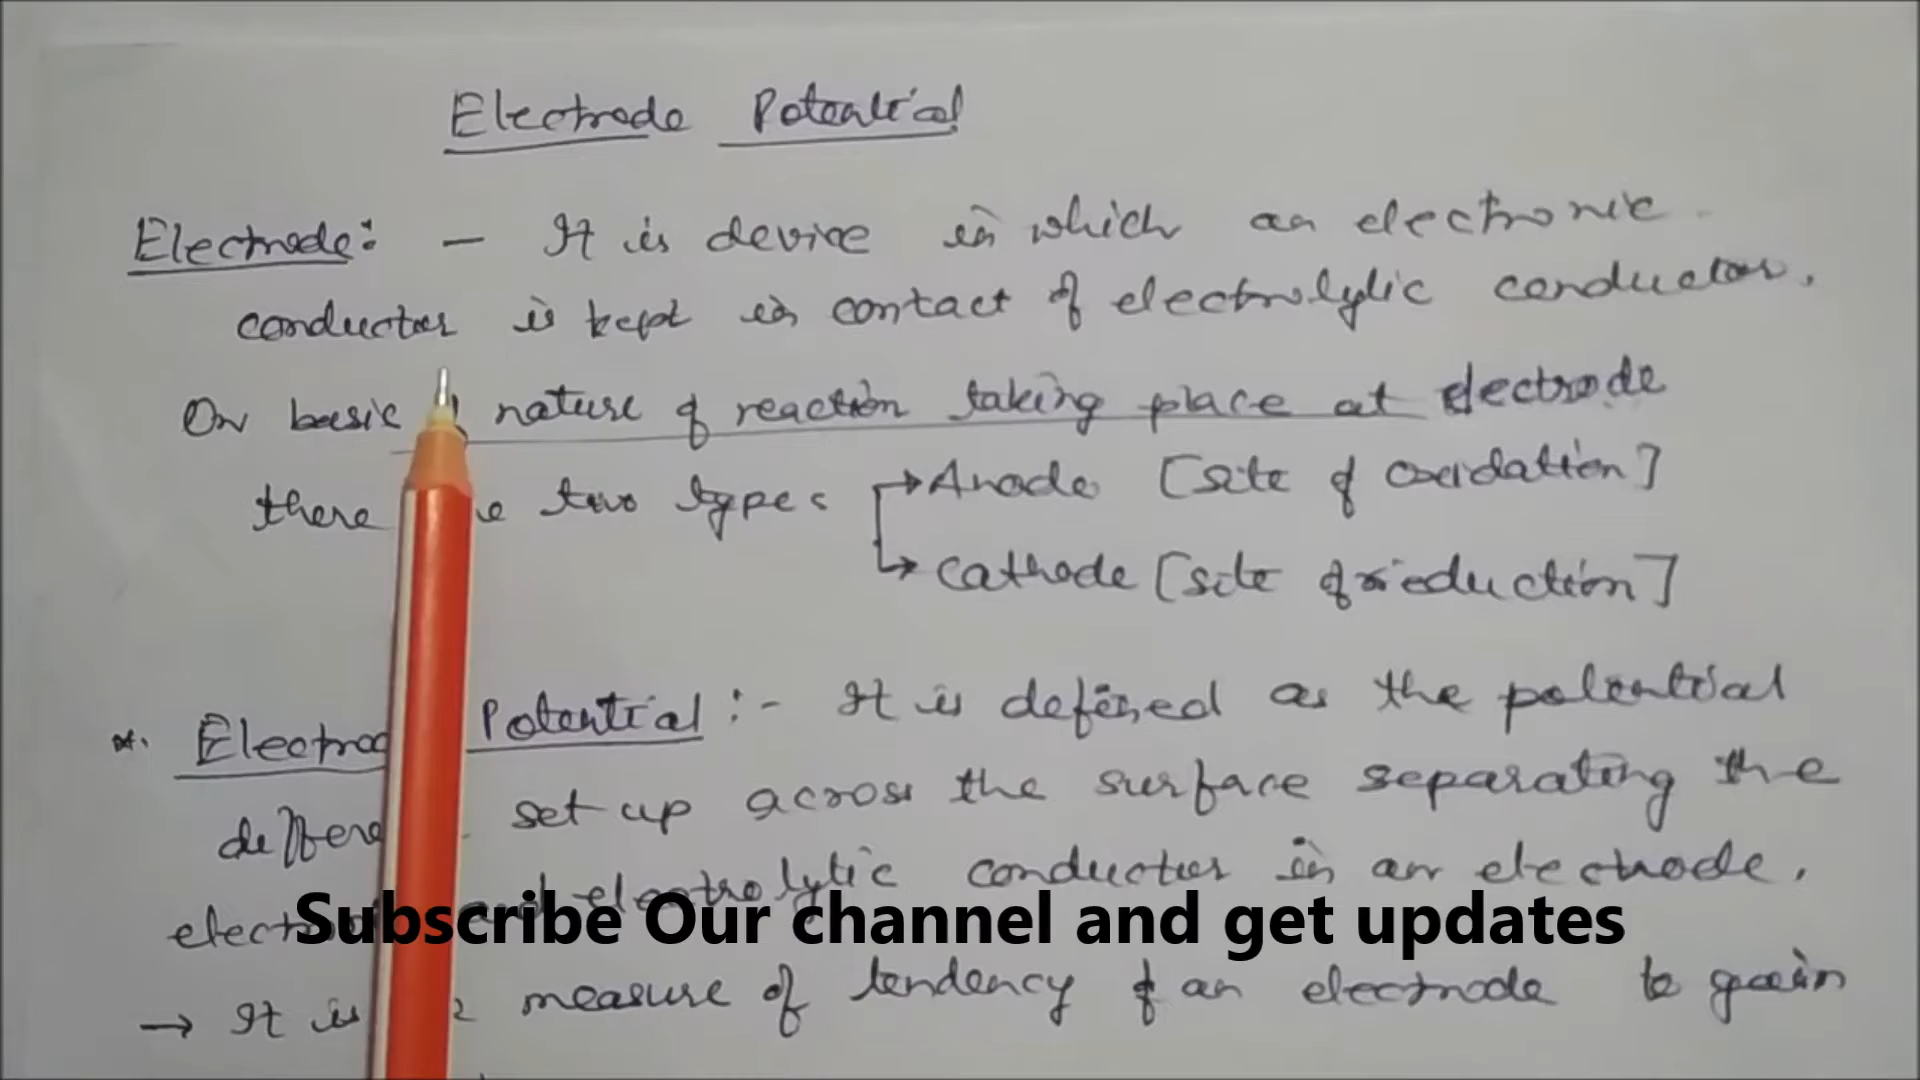 Electrode Potential
Electrode: - It is device in which an electronic
conductor is kept in contact of electrolytic conductor.
On basic nature of reaction taking place at electrode
there two types → Anode [site of oxidation]
→ Cathode [site of reduction]
*. Potential :- It is defined as the potential
set up across the surface separating the
electrolytic conductor in an electrode.
Subscribe Our channel and get updates
→ It is measure of tendency of an electrode to gain